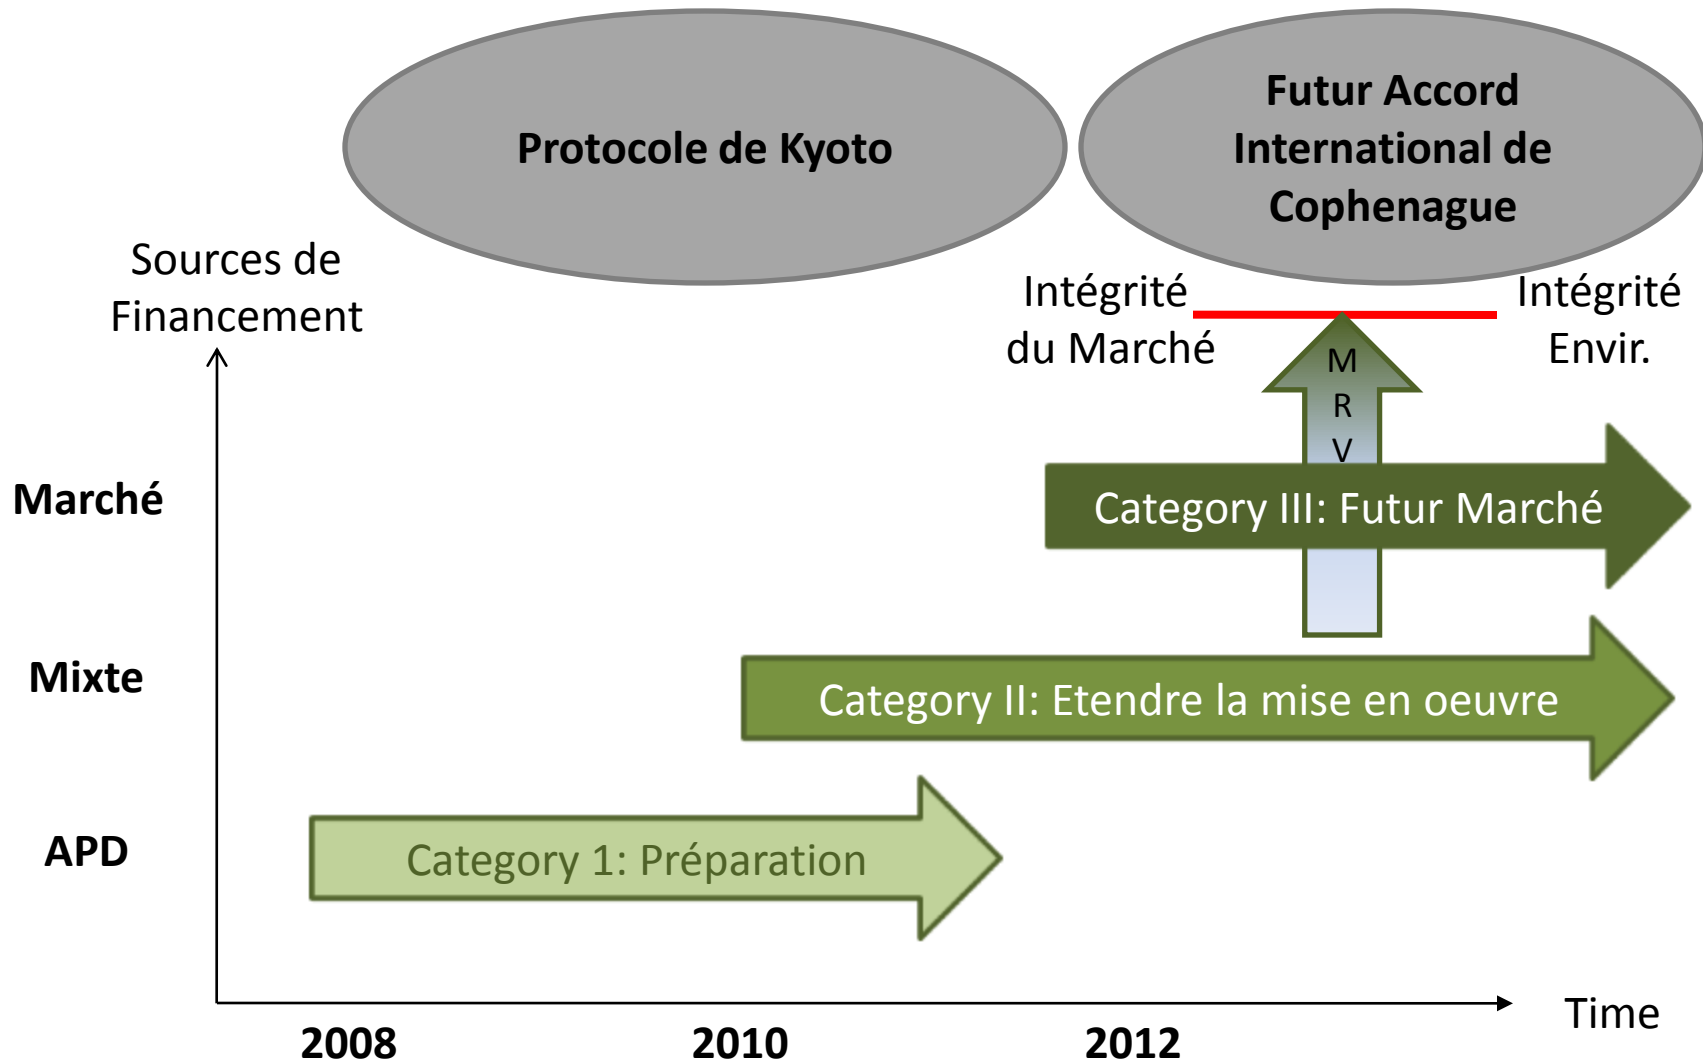 Protocole de Kyoto
Futur Accord
International de
Cophenague
Sources de
Financement
Intégrité
du Marché
Intégrité
Envir.
M
R
V
Marché
Category III: Futur Marché
Mixte
Category II: Etendre la mise en oeuvre
APD
Category 1: Préparation
Time
2008
2010
2012